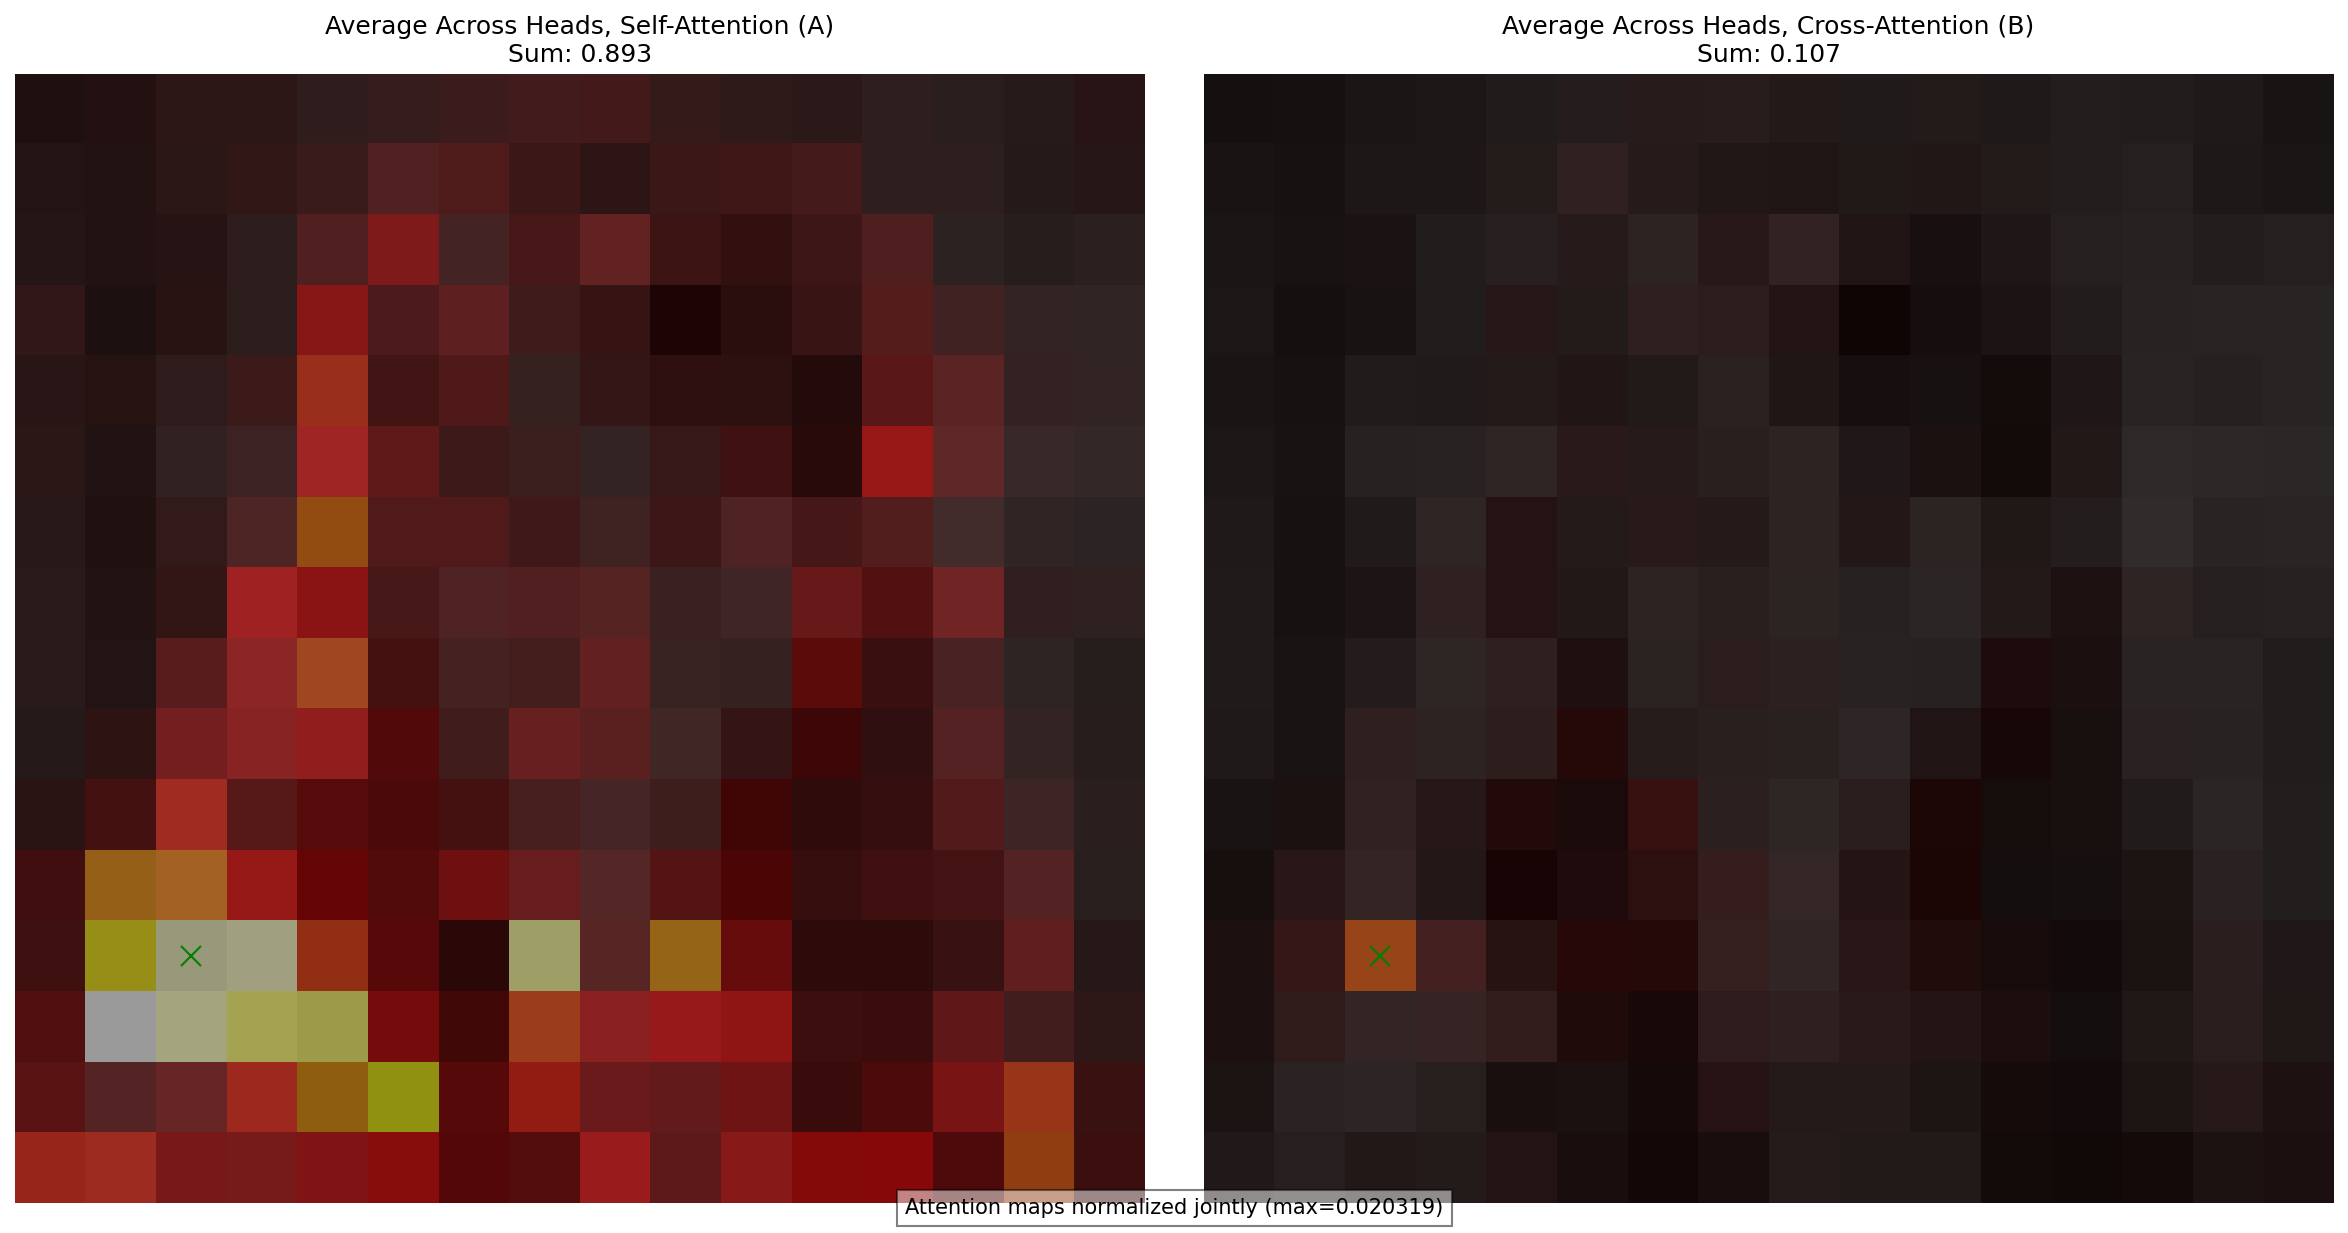 Average Across Heads, Self-Attention (A)
Sum: 0.893
Average Across Heads, Cross-Attention (B)
Sum: 0.107
Attention maps normalized jointly (max=0.020319)